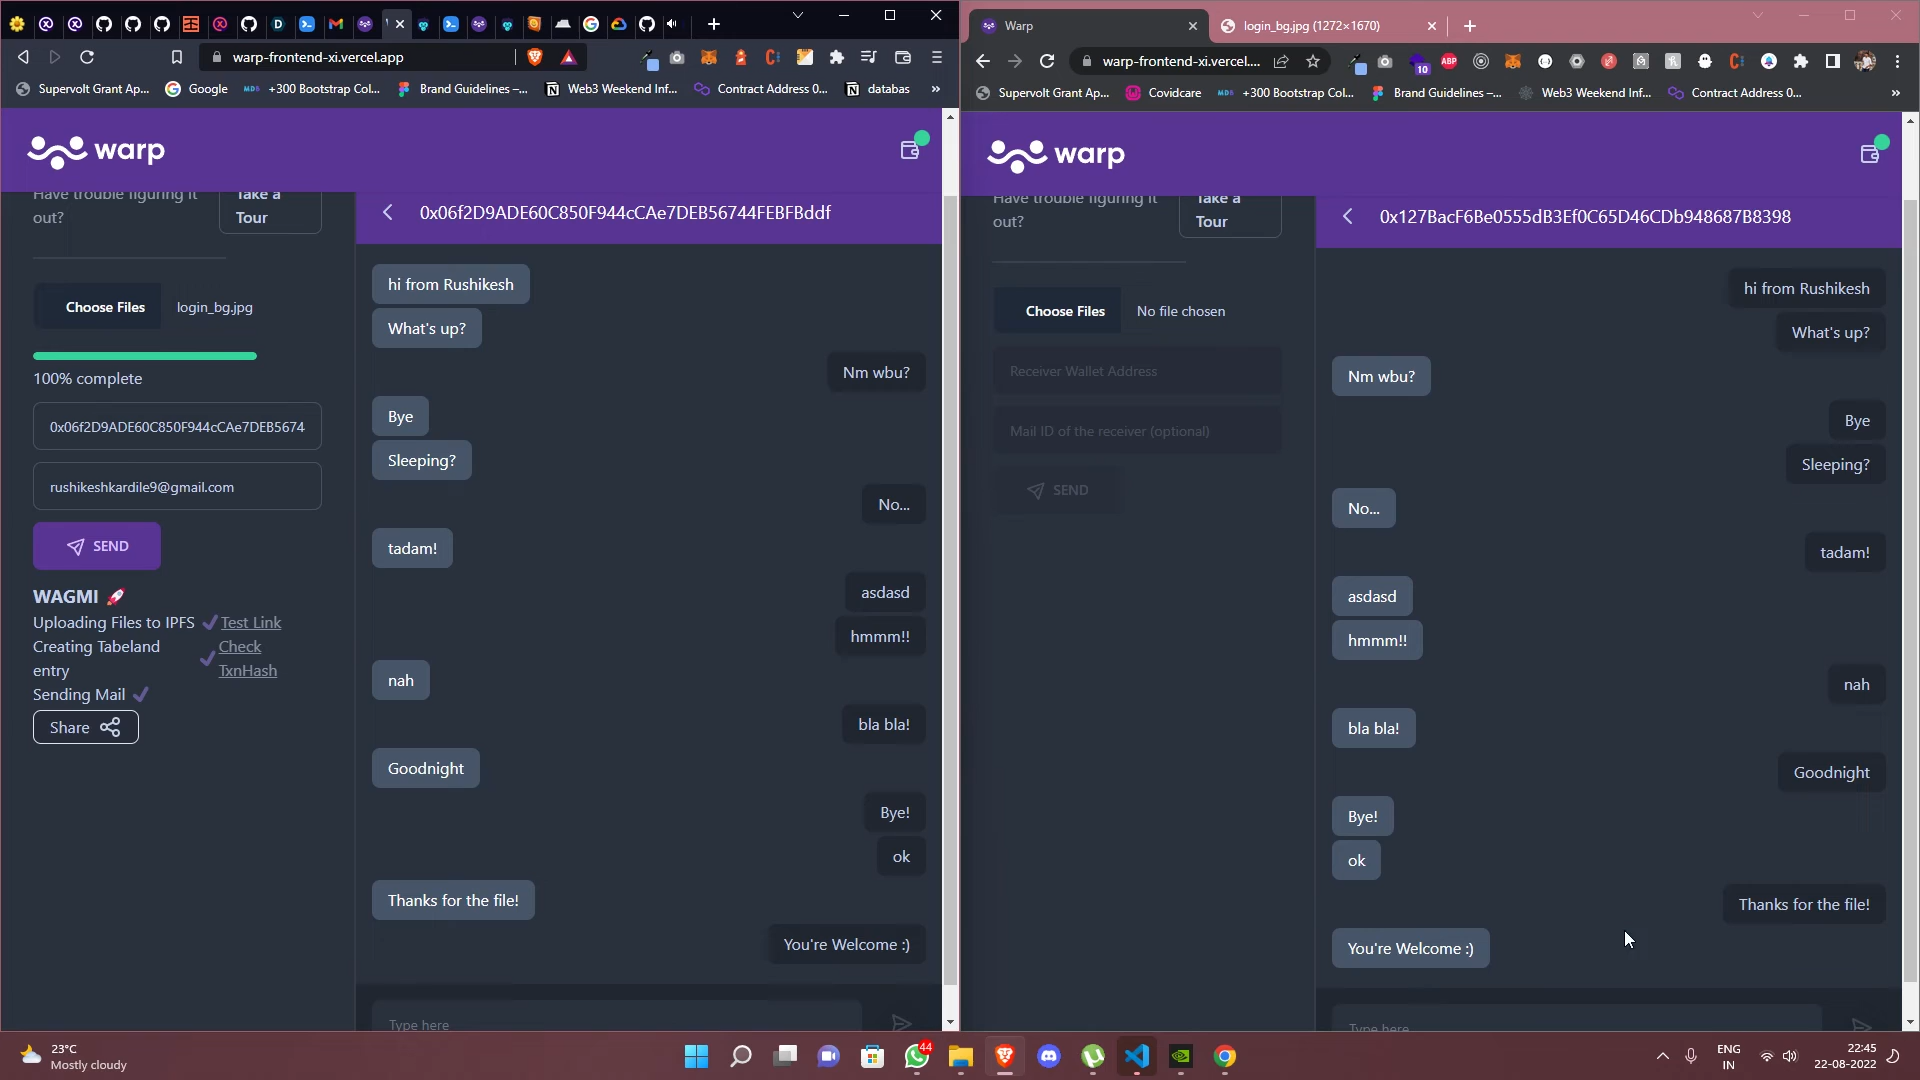 warp-frontend-xi.vercel.app
Supervolt Grant Ap...
Google
MDB
+300 Bootstrap Col...
Brand Guidelines –...
Web3 Weekend Inf...
Contract Address 0...
databas
»
warp
Have trouble figuring it out?
Take a Tour
Choose Files
login_bg.jpg
100% complete
0x06f2D9ADE60C850F944cCAe7DEB5674
rushikeshkardile9@gmail.com
SEND
WAGMI 🚀
Uploading Files to IPFS
Test Link
Creating Tabeland entry
Check TxnHash
Sending Mail
Share
0x06f2D9ADE60C850F944cCAe7DEB56744FEBFBddf
hi from Rushikesh
What's up?
Nm wbu?
Bye
Sleeping?
No...
tadam!
asdasd
hmmm!!
nah
bla bla!
Goodnight
Bye!
ok
Thanks for the file!
You're Welcome :)
Type here
Warp
login_bg.jpg (1272×1670)
warp-frontend-xi.vercel....
10
ABP
Supervolt Grant Ap...
Covidcare
MDB
+300 Bootstrap Col...
Brand Guidelines –...
Web3 Weekend Inf...
Contract Address 0...
»
warp
Have trouble figuring it out?
Take a Tour
Choose Files
No file chosen
Receiver Wallet Address
Mail ID of the receiver (optional)
SEND
0x127BacF6Be0555dB3Ef0C65D46CDb948687B8398
hi from Rushikesh
What's up?
Nm wbu?
Bye
Sleeping?
No...
tadam!
asdasd
hmmm!!
nah
bla bla!
Goodnight
Bye!
ok
Thanks for the file!
You're Welcome :)
Type here
23°C
Mostly cloudy
44
ENG
IN
22:45
22-08-2022